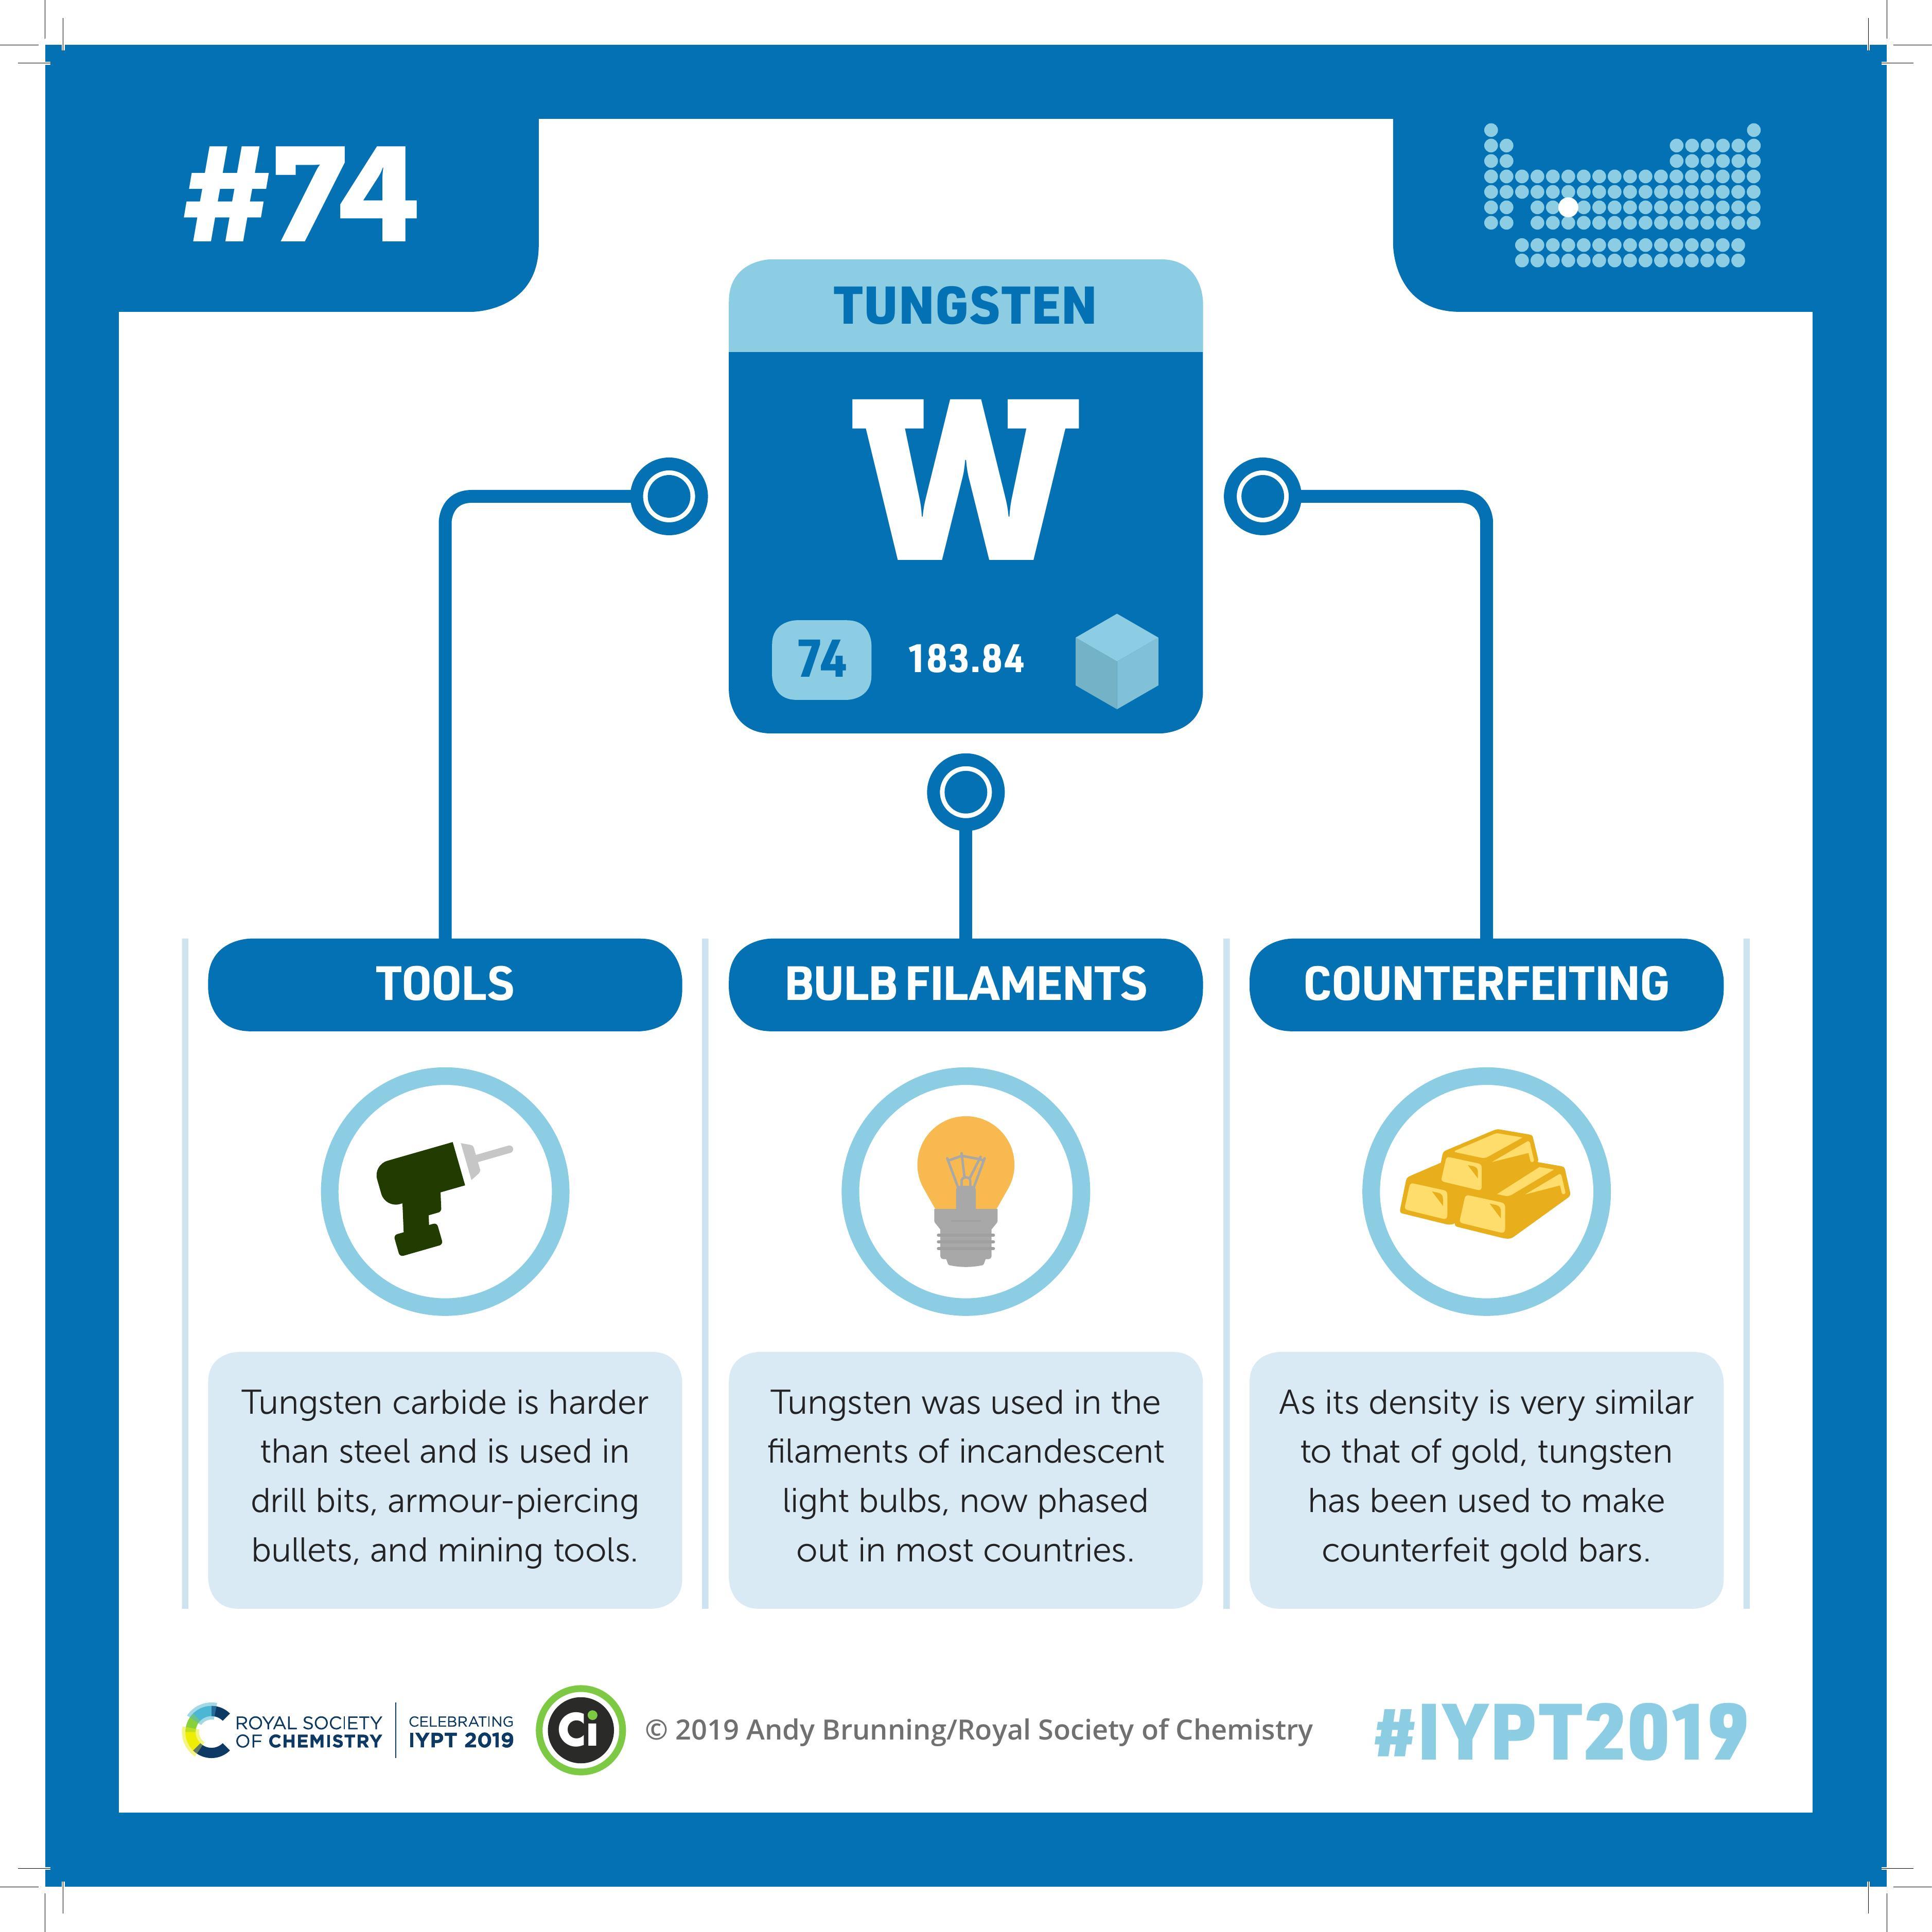 #74
TUNGSTEN
W
74
183.84
TOOLS
Tungsten carbide is harder
than steel and is used in
drill bits, armour-piercing
bullets, and mining tools.
BULB FILAMENTS
Tungsten was used in the
filaments of incandescent
light bulbs, now phased
out in most countries.
COUNTERFEITING
As its density is very similar
to that of gold, tungsten
has been used to make
counterfeit gold bars.
ROYAL SOCIETY
OF CHEMISTRY
CELEBRATING
IYPT 2019
Ci
© 2019 Andy Brunning/Royal Society of Chemistry
#IYPT2019